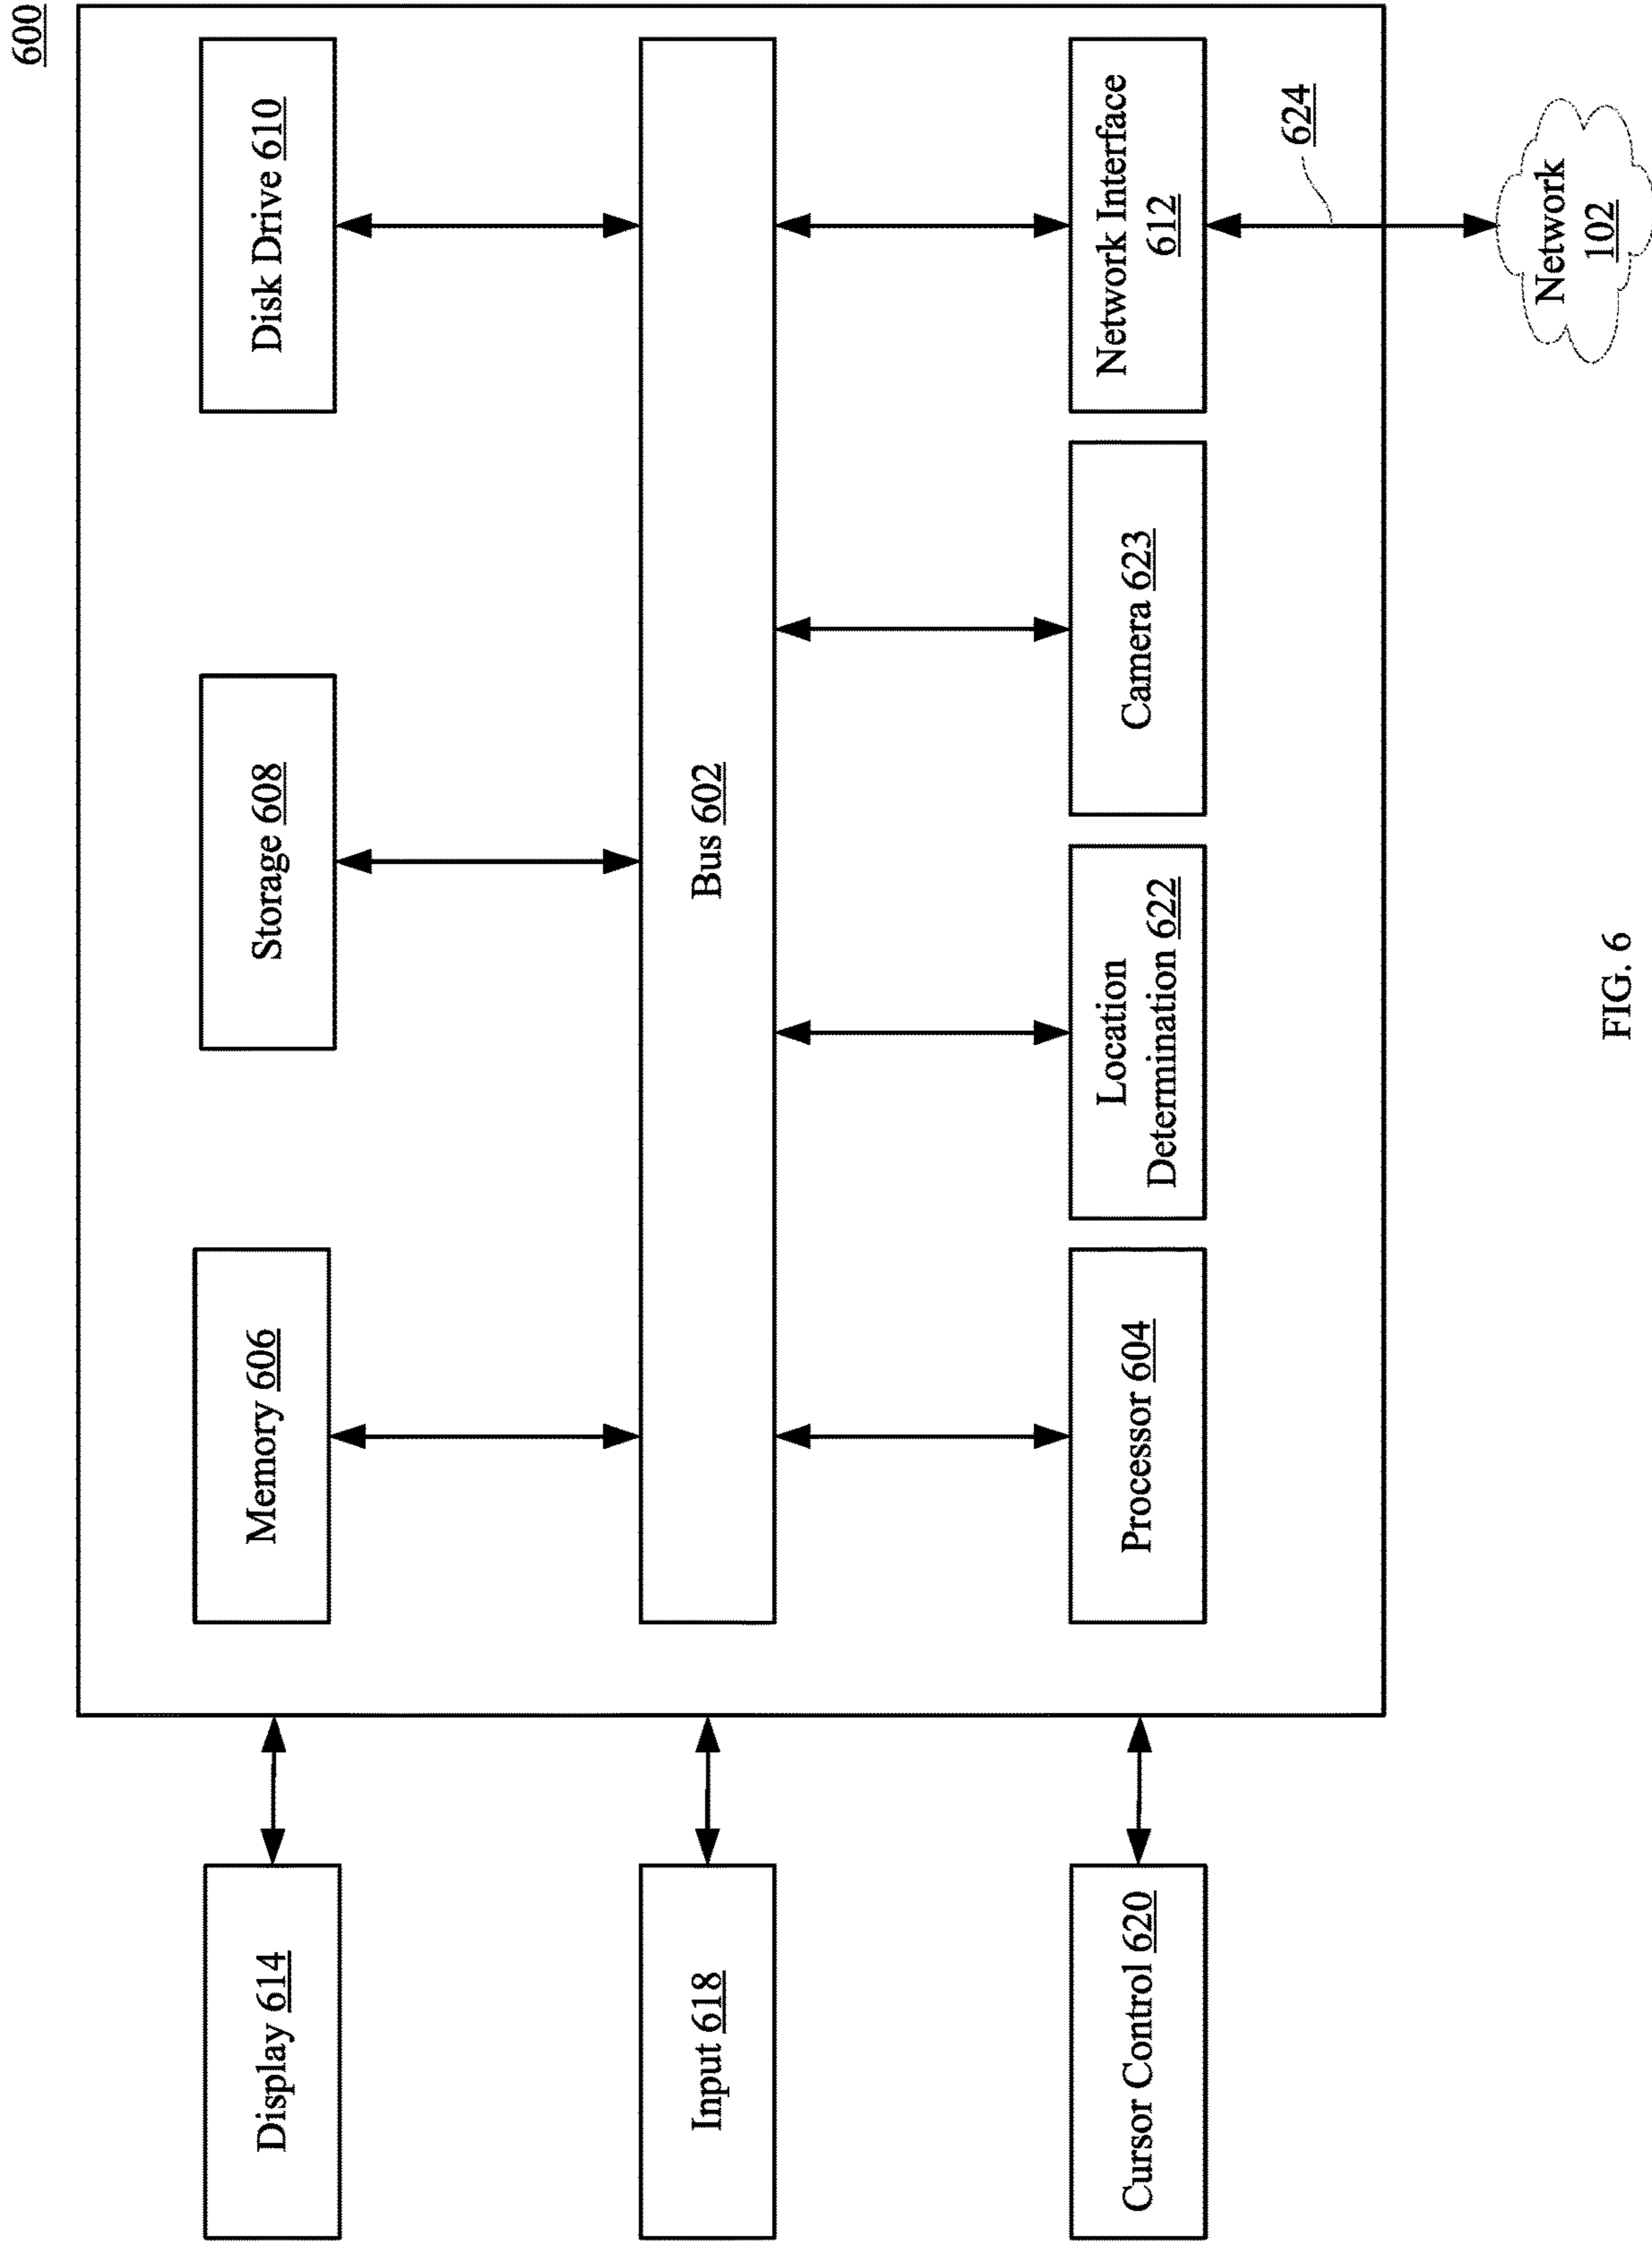 600
Display 614
Memory 606
Storage 608
Disk Drive 610
Input 618
Bus 602
Cursor Control 620
Processor 604
Location
Determination 622
Camera 623
Network Interface
612
624
Network
102
FIG. 6